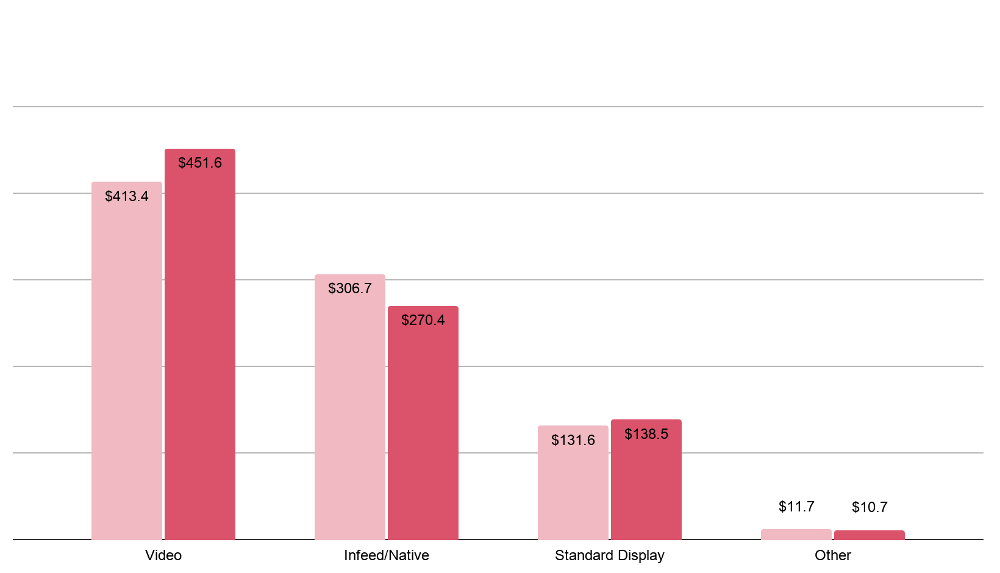 $451.6
$413.4
$306.7
$270.4
$131.6
$138.5
$11.7
$10.7
Video
Infeed/Native
Standard Display
Other